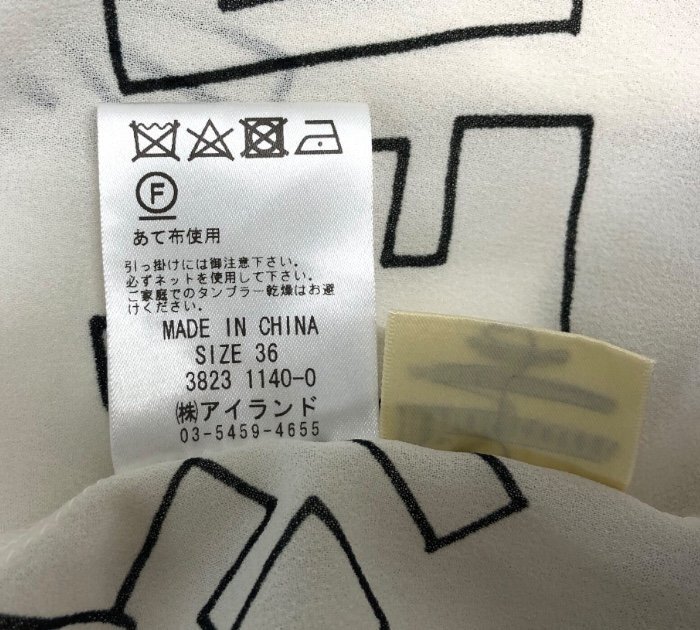 F
あて布使用
引っ掛けには御注意下さい。
必ずネットを使用して下さい。
ご家庭でのタンブラー乾燥はお避
けください。
MADE IN CHINA
SIZE 36
3823 1140-0
㈱アイランド
03-5459-4655